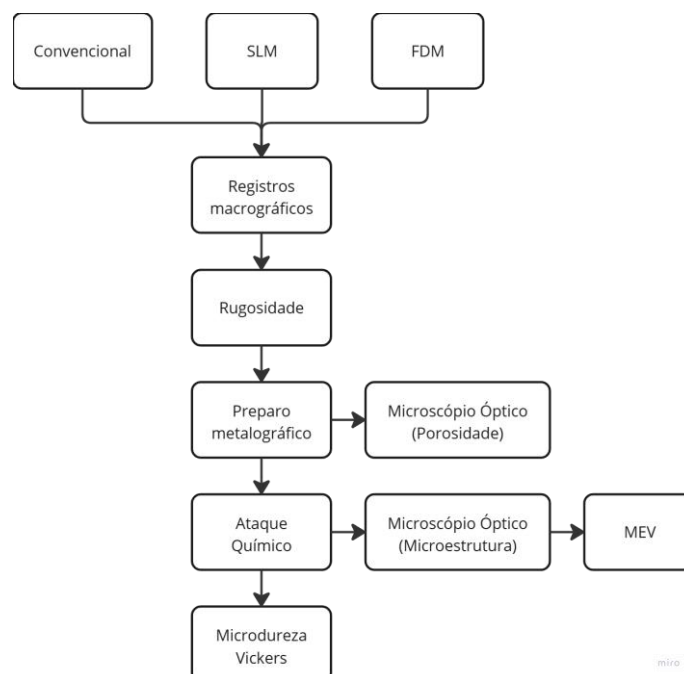 Convencional
SLM
FDM
Registros
macrográficos
Rugosidade
Preparo
metalográfico
Microscópio Óptico
(Porosidade)
Ataque
Químico
Microscópio Óptico
(Microestrutura)
MEV
Microdureza
Vickers
miro